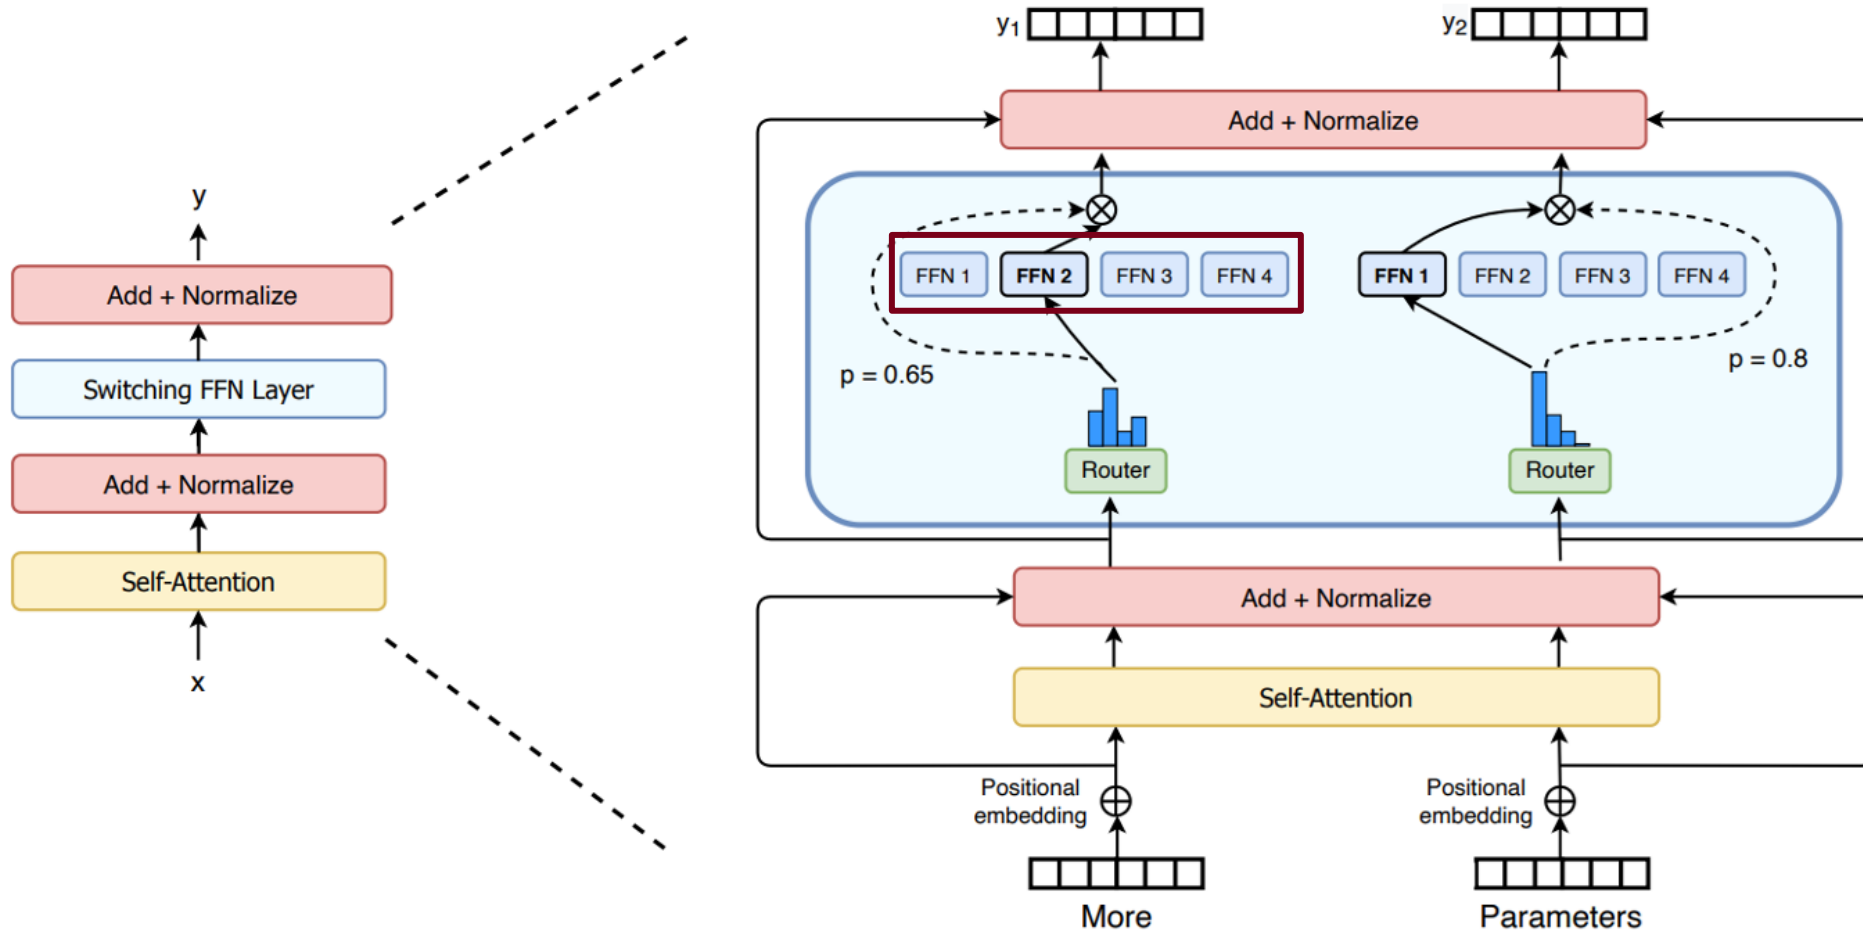 y
Add + Normalize
Switching FFN Layer
Add + Normalize
Self-Attention
x
y1
y2
Add + Normalize
FFN 1
FFN 2
FFN 3
FFN 4
FFN 1
FFN 2
FFN 3
FFN 4
p = 0.65
p = 0.8
Router
Router
Add + Normalize
Self-Attention
Positional
embedding
Positional
embedding
More
Parameters